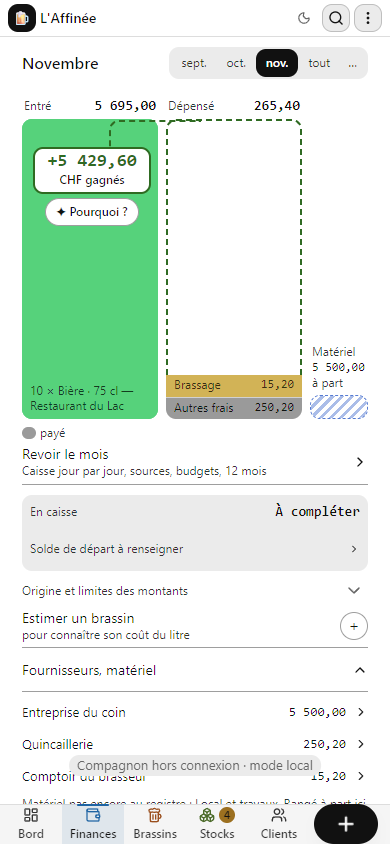 L'Affinée
Novembre
sept. oct. nov. tout ...
Entré 5 695,00 Dépensé 265,40
+5 429,60
CHF gagnés
✦ Pourquoi ?
Matériel
5 500,00
à part
Brassage 15,20
10 × Bière · 75 cl —
Restaurant du Lac
Autres frais 250,20
payé
Revoir le mois
Caisse jour par jour, sources, budgets, 12 mois
En caisse À compléter
Solde de départ à renseigner
Origine et limites des montants
Estimer un brassin
pour connaître son coût du litre
Fournisseurs, matériel
Entreprise du coin 5 500,00
Quincaillerie 250,20
Compagnon hors connexion · mode local
Comptoir du brasseur 15,20
Bord Finances Brassins Stocks 4 Clients